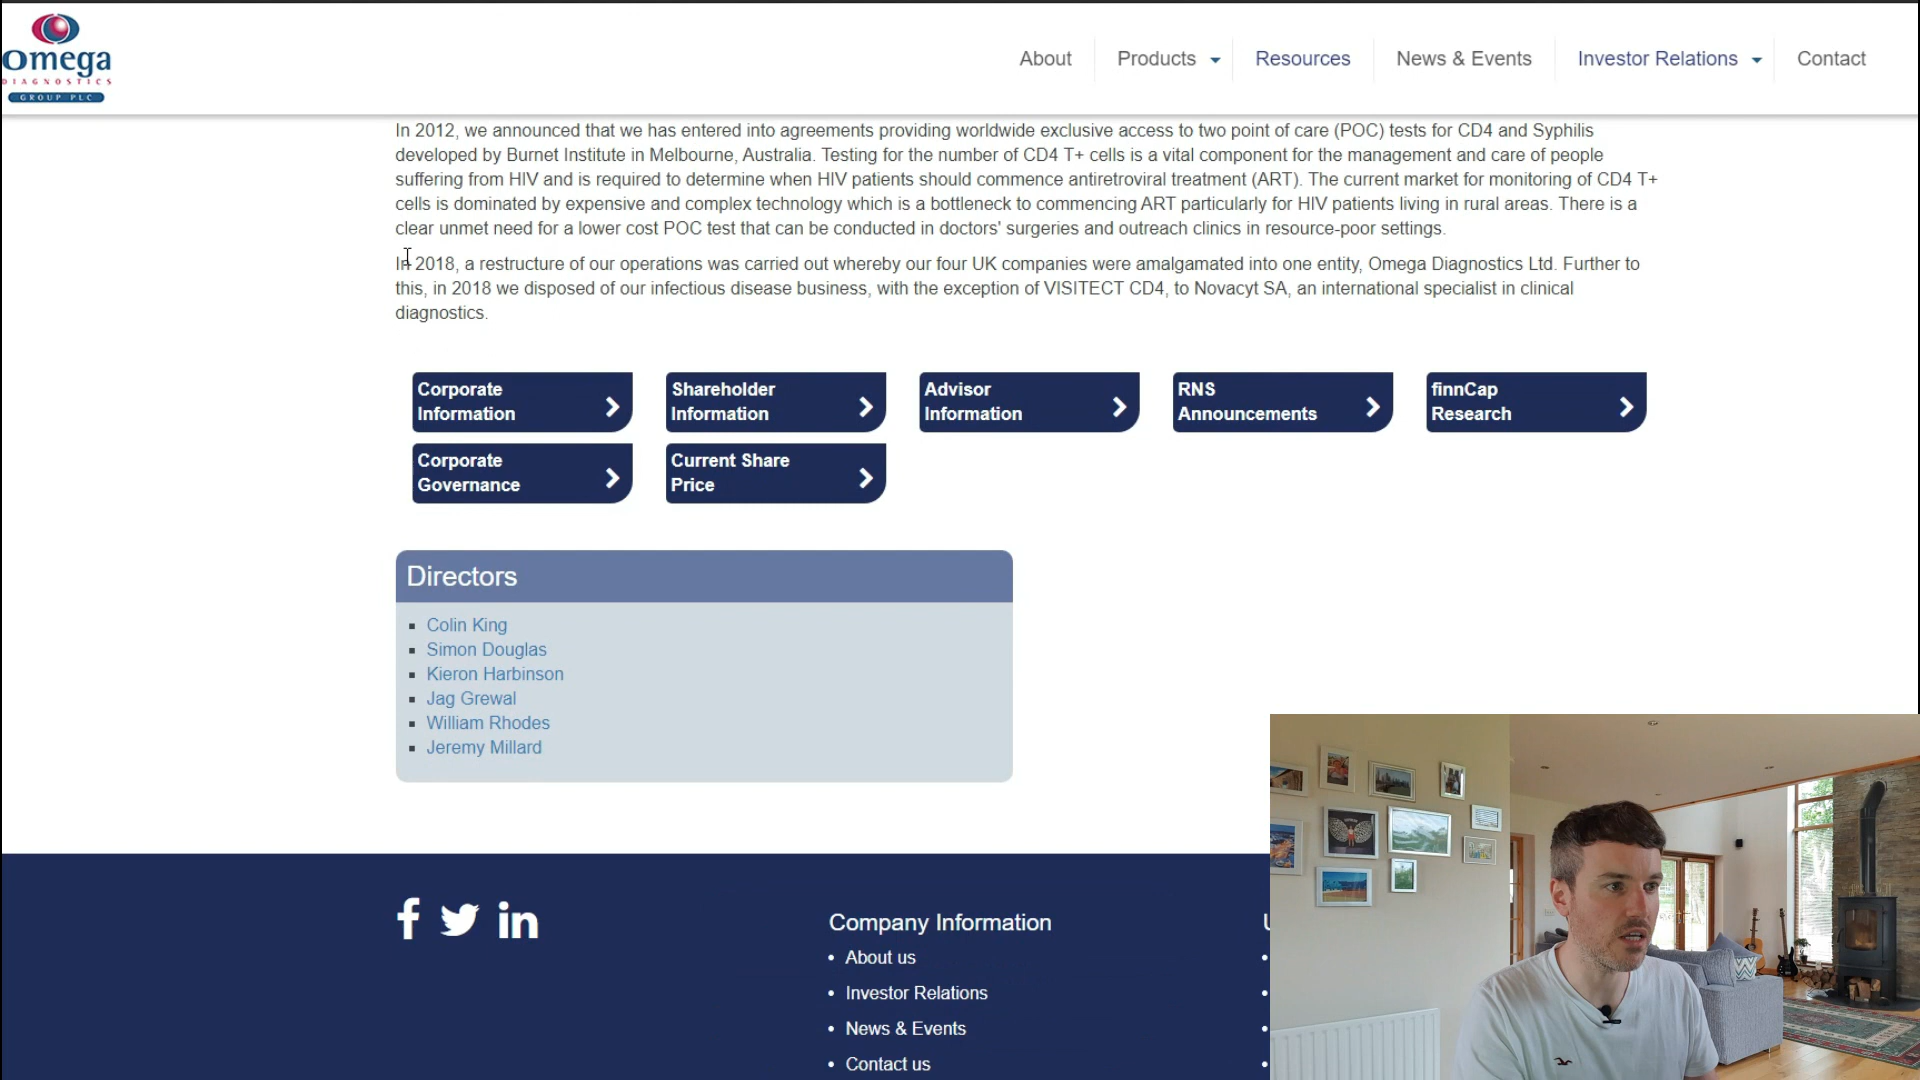 Omega
DIAGNOSTICS
GROUP PLC
About
Products
Resources
News & Events
Investor Relations
Contact
In 2012, we announced that we has entered into agreements providing worldwide exclusive access to two point of care (POC) tests for CD4 and Syphilis
developed by Burnet Institute in Melbourne, Australia. Testing for the number of CD4 T+ cells is a vital component for the management and care of people
suffering from HIV and is required to determine when HIV patients should commence antiretroviral treatment (ART). The current market for monitoring of CD4 T+
cells is dominated by expensive and complex technology which is a bottleneck to commencing ART particularly for HIV patients living in rural areas. There is a
clear unmet need for a lower cost POC test that can be conducted in doctors' surgeries and outreach clinics in resource-poor settings.
In 2018, a restructure of our operations was carried out whereby our four UK companies were amalgamated into one entity, Omega Diagnostics Ltd. Further to
this, in 2018 we disposed of our infectious disease business, with the exception of VISITECT CD4, to Novacyt SA, an international specialist in clinical
diagnostics.
Corporate
Information
Shareholder
Information
Advisor
Information
RNS
Announcements
finnCap
Research
Corporate
Governance
Current Share
Price
Directors
Colin King
Simon Douglas
Kieron Harbinson
Jag Grewal
William Rhodes
Jeremy Millard
Company Information
About us
Investor Relations
News & Events
Contact us